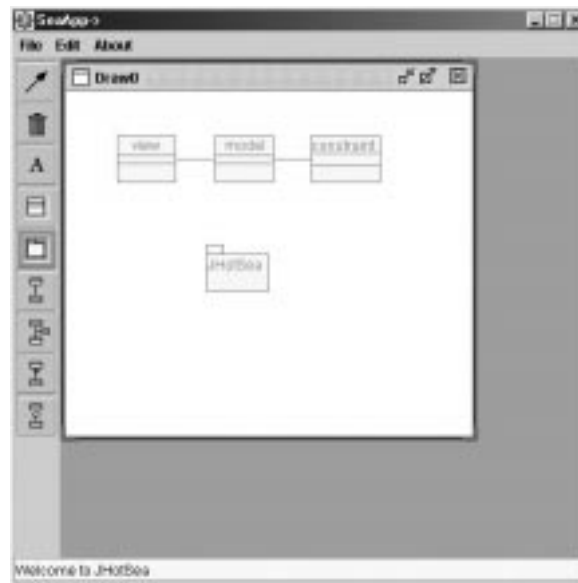 SeaApp->
File Edit About
Draw0
A
view model constraint
JHotSea
Welcome to JHotSea